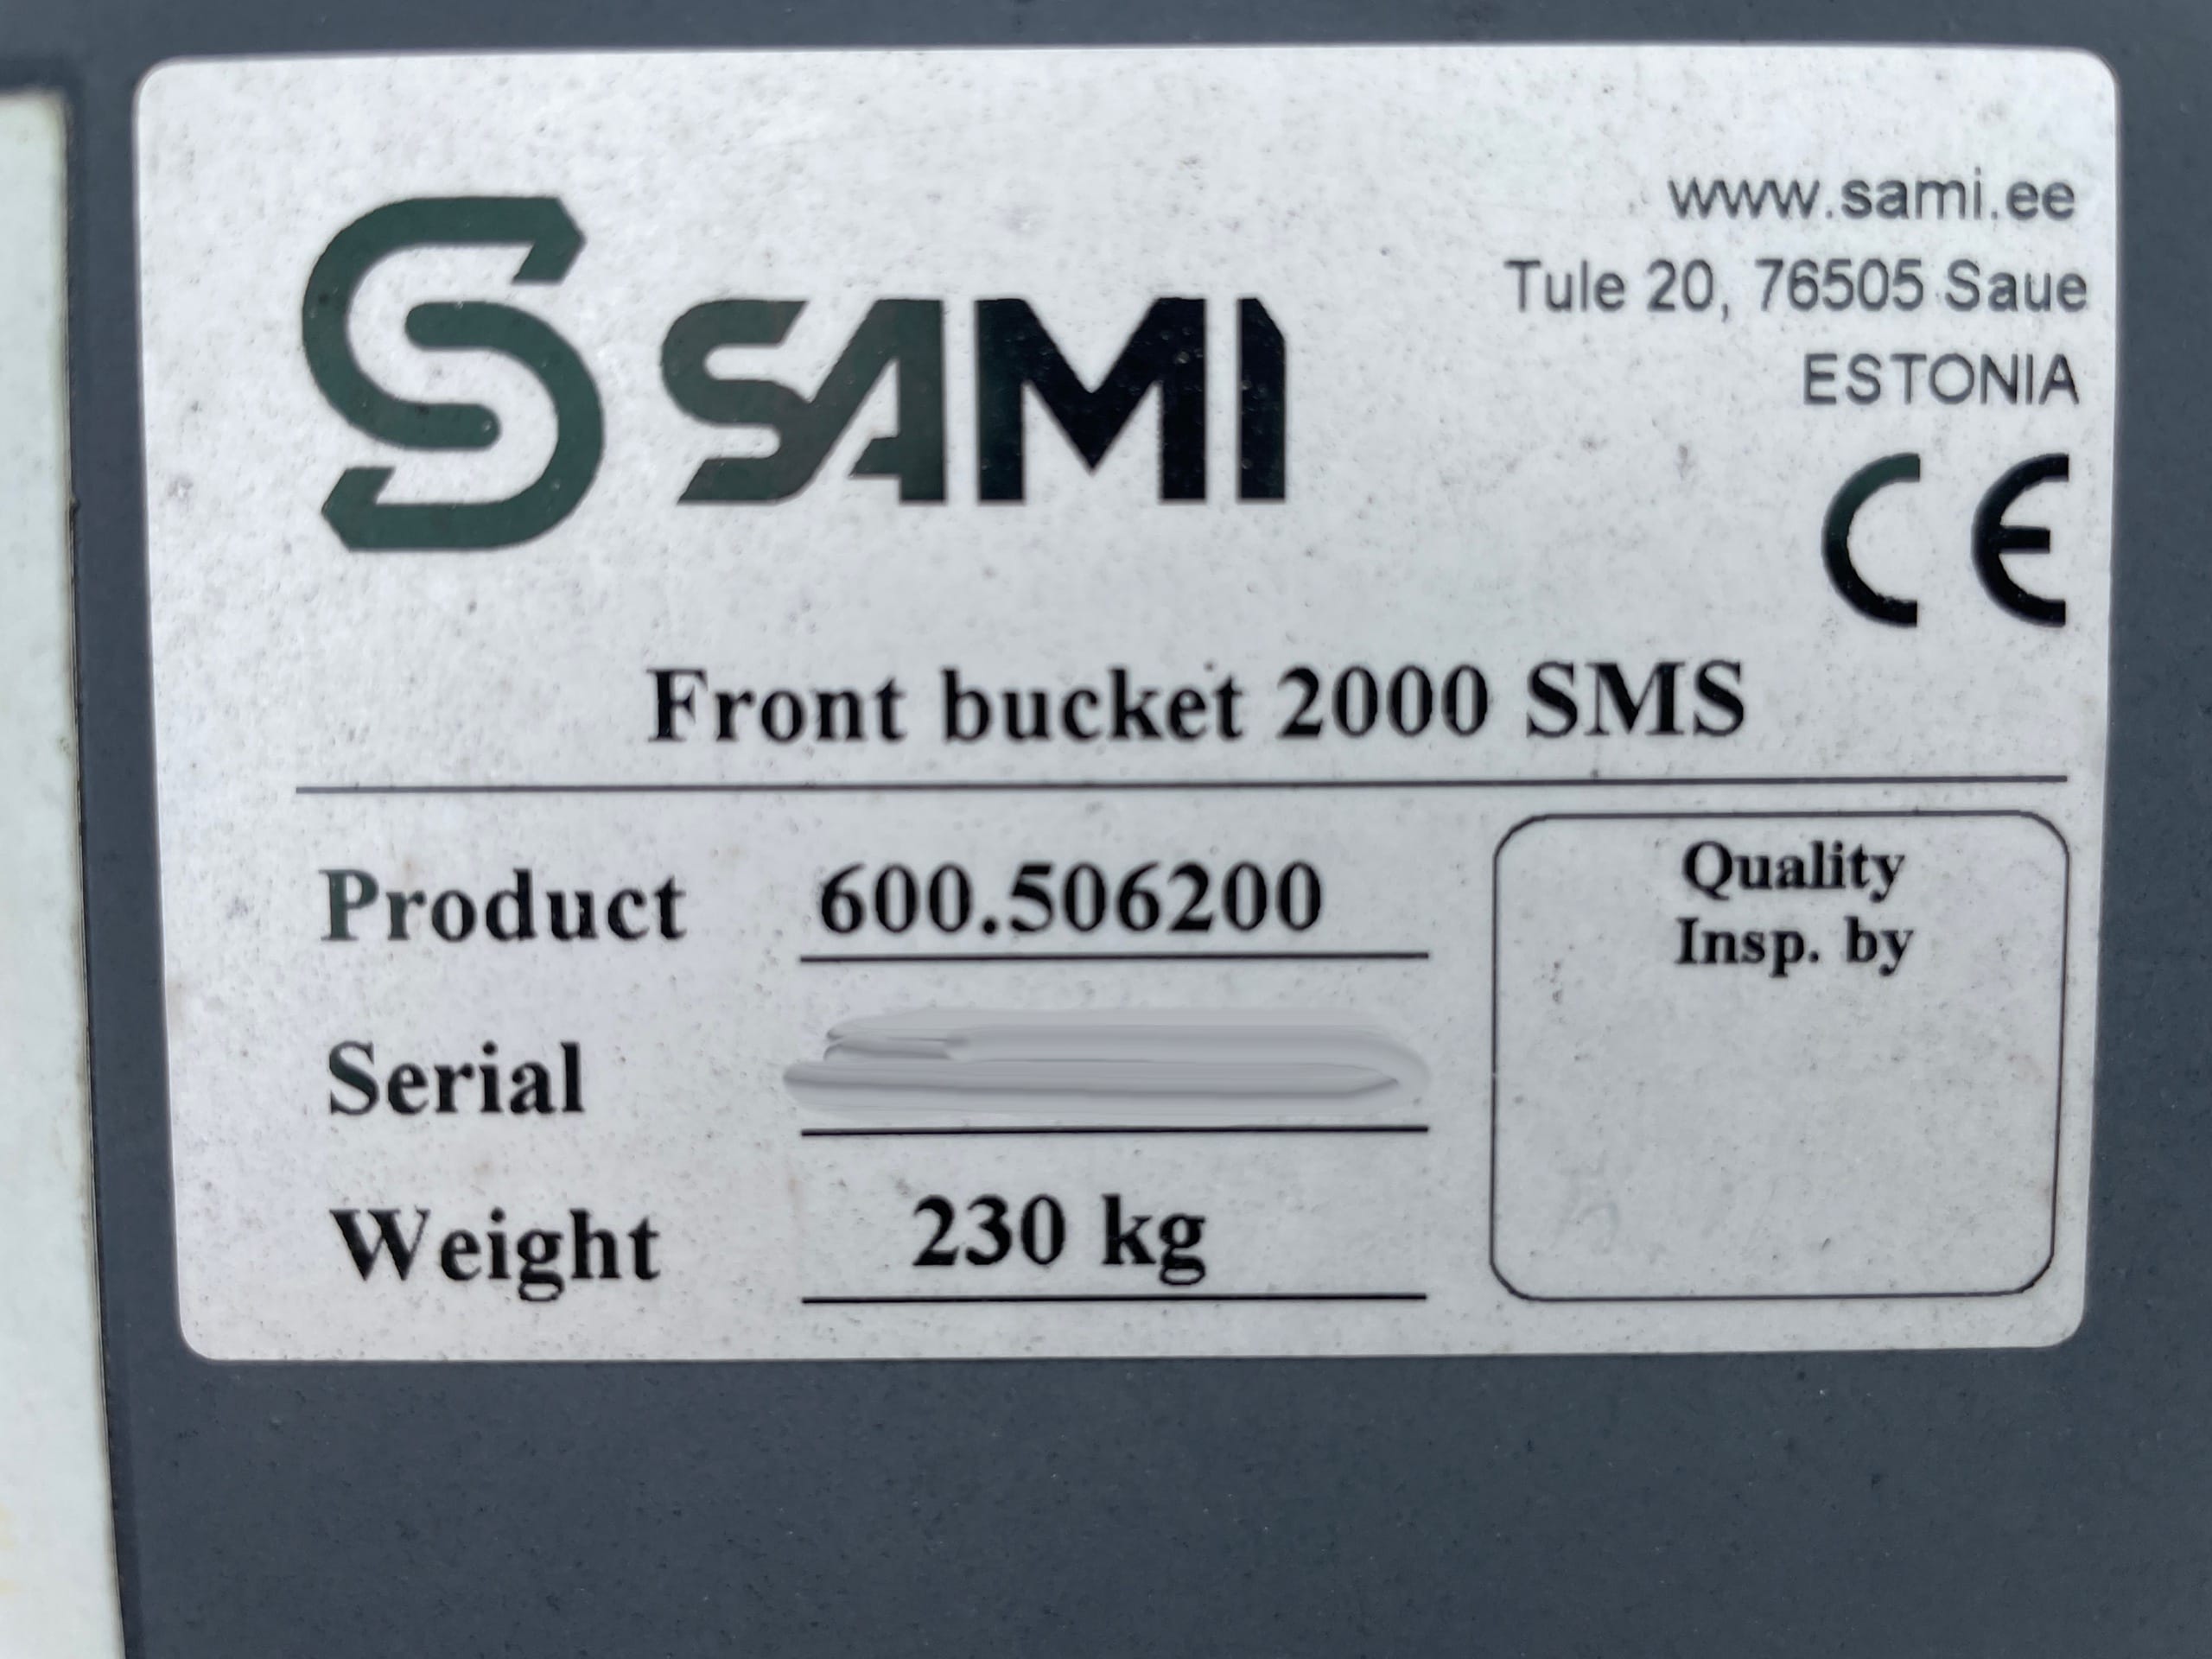 SAMI
www.sami.ee
Tule 20, 76505 Saue
ESTONIA
CE
Front bucket 2000 SMS
Product 600.506200
Quality
Insp. by
Serial
Weight 230 kg